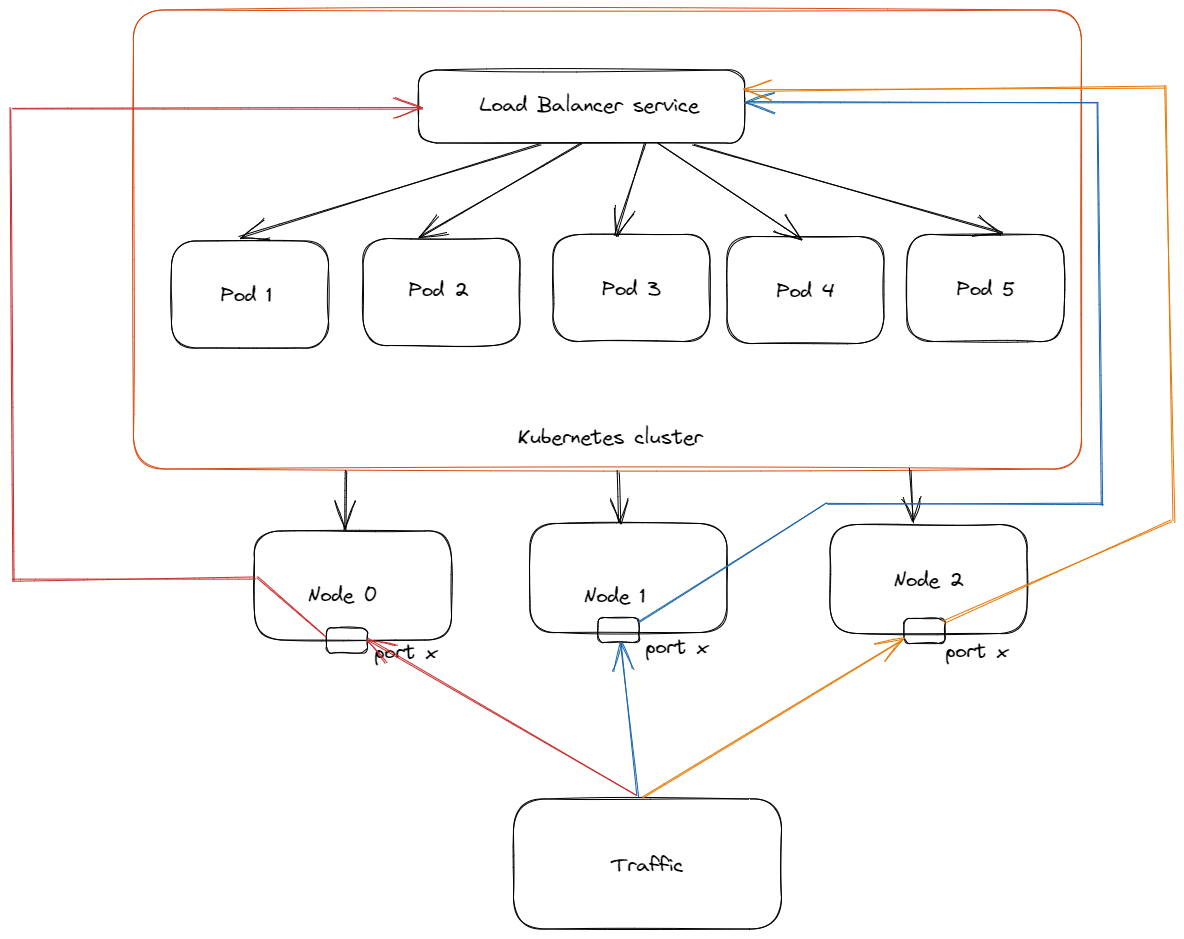 Load Balancer service
Pod 1
Pod 2
Pod 3
Pod 4
Pod 5
Kubernetes cluster
Node 0
Node 1
Node 2
port x
port x
port x
Traffic